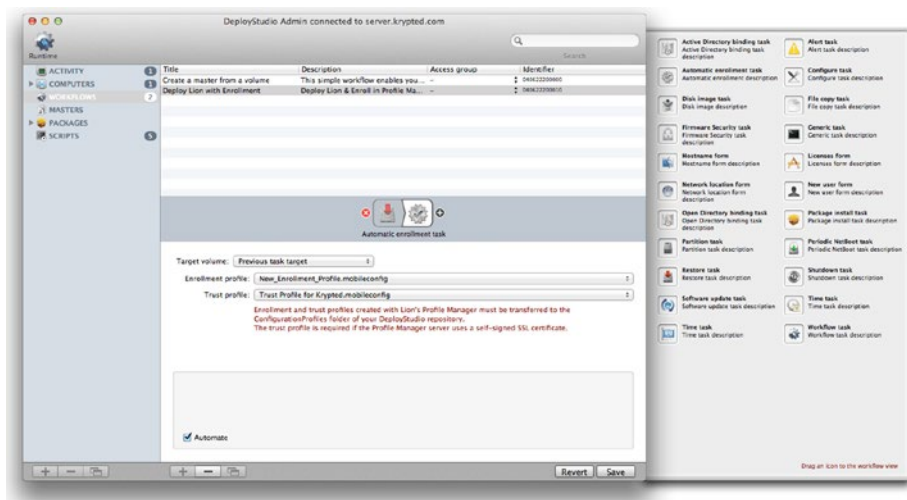 DeployStudio Admin connected to server.krypted.com
Runtime
Search
ACTIVITY
COMPUTERS
WORKFLOWS
MASTERS
PACKAGES
SCRIPTS
Title Description Access group Identifier
Create a master from a volume This simple workflow enables you... –
Deploy Lion with Enrollment Deploy Lion & Enroll in Profile Ma... –
Automatic enrollment task
Target volume: Previous task target
Enrollment profile: New_Enrollment_Profile.mobileconfig
Trust profile: Trust Profile for Krypted.mobileconfig
Enrollment and trust profiles created with Lion's Profile Manager must be transferred to the
ConfigurationProfiles folder of your DeployStudio repository.
The trust profile is required if the Profile Manager server uses a self-signed SSL certificate.
Automate
Revert Save
Active Directory binding task
Active Directory binding task
description
Alert task
Alert task description
Automatic enrollment task
Automatic enrollment description
Configure task
Configure task description
Disk image task
Disk image task description
File copy task
File copy task description
Firmware Security task
Firmware Security task
description
Generic task
Generic task description
Hostname form
Hostname form description
Licenses form
Licenses form description
Network location form
Network location form
description
New user form
New user form description
Open Directory binding task
Open Directory binding task
description
Package install task
Package install task description
Partition task
Partition task description
Periodic NetBoot task
Periodic NetBoot task description
Restore task
Restore task description
Shutdown task
Shutdown task description
Software update task
Software update task description
Time task
Time task description
Time task
Time task description
Workflow task
Workflow task description
Drag an icon to the workflow view